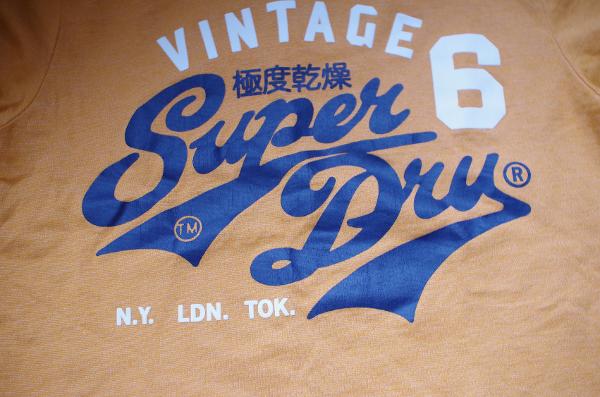 VINTAGE 6
極度乾燥
Super
Dry®
TM
N.Y. LDN. TOK.